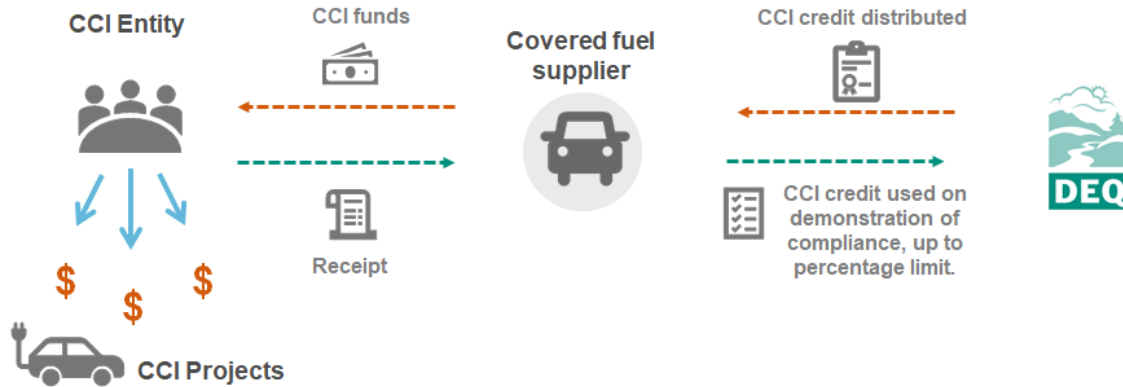 CCI Entity
CCI funds
Covered fuel
supplier
CCI credit distributed
Receipt
CCI credit used on
demonstration of
compliance, up to
percentage limit.
DEQ
$
$
$
CCI Projects